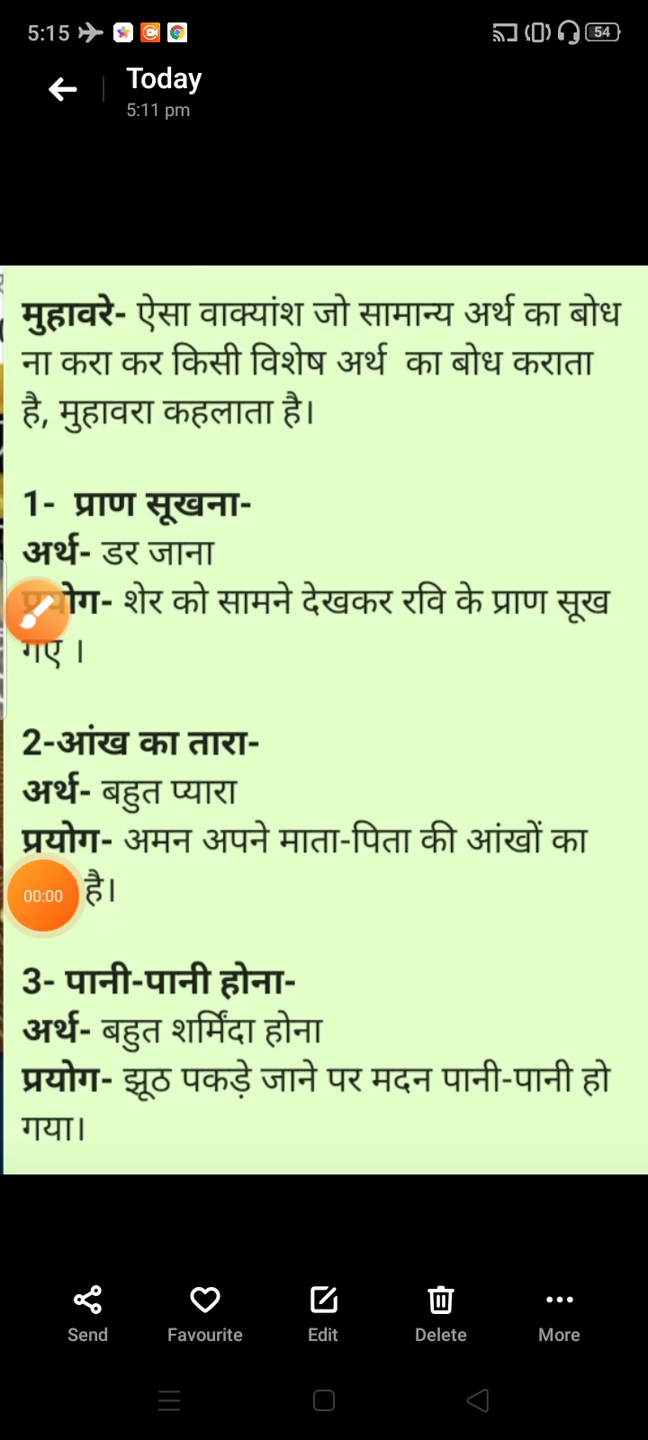 5:15
54
Today
5:11 pm
मुहावरे- ऐसा वाक्यांश जो सामान्य अर्थ का बोध
ना करा कर किसी विशेष अर्थ का बोध कराता
है, मुहावरा कहलाता है।
1- प्राण सूखना-
अर्थ- डर जाना
शेर को सामने देखकर रवि के प्राण सूख
गए ।
2-आंख का तारा-
अर्थ- बहुत प्यारा
प्रयोग- अमन अपने माता-पिता की आंखों का
00:00 है।
3- पानी-पानी होना-
अर्थ- बहुत शर्मिंदा होना
प्रयोग- झूठ पकड़े जाने पर मदन पानी-पानी हो
गया।
Send Favourite Edit Delete More